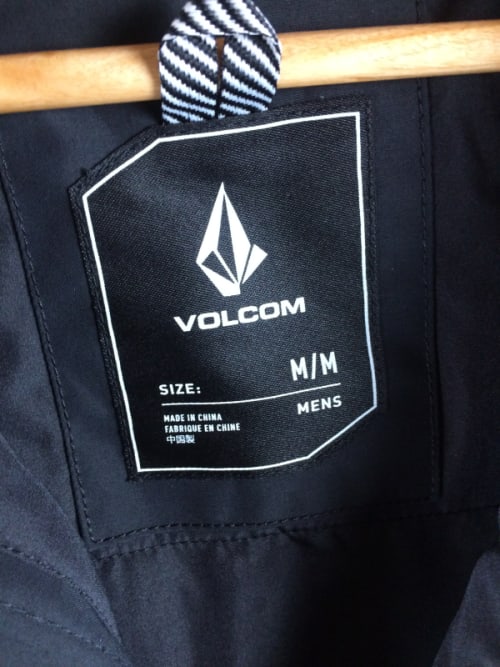 VOLCOM
SIZE: M/M
MENS
MADE IN CHINA
FABRIQUE EN CHINE
中国製